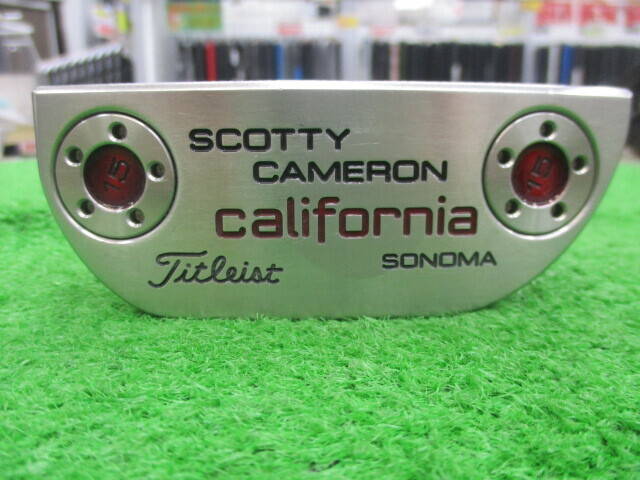 SCOTTY
CAMERON
california
Titleist SONOMA
15
15